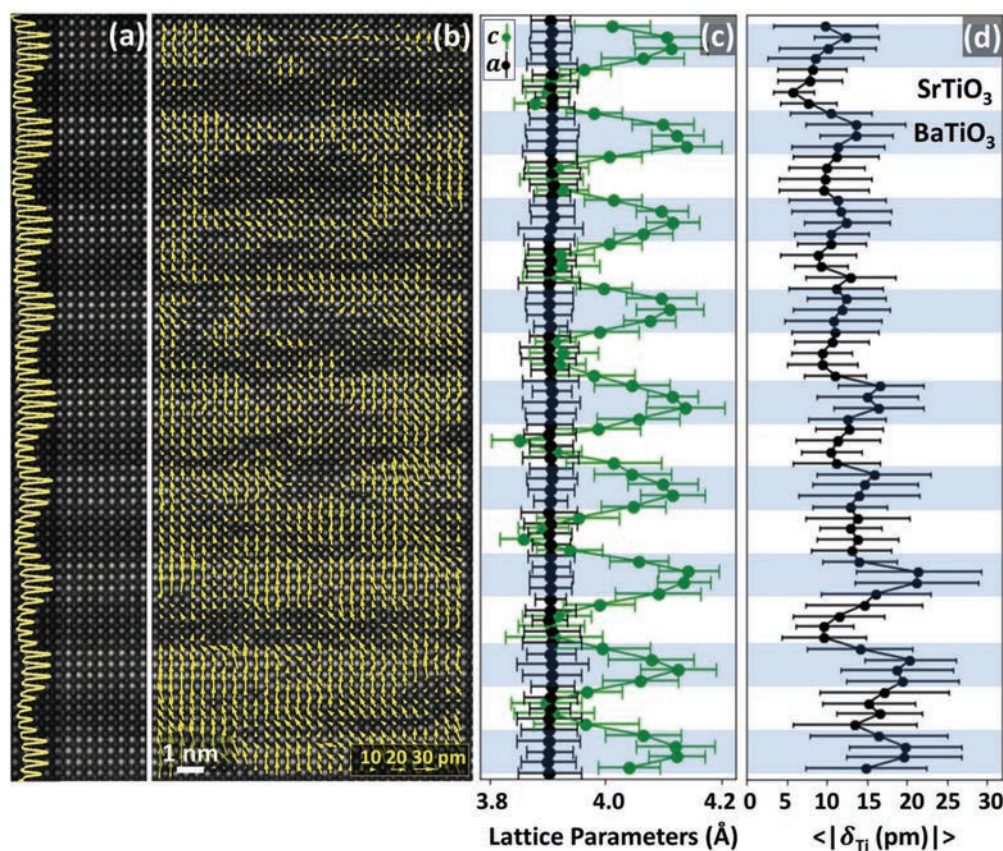 (a)
(b)
(c)
(d)
c
a
SrTiO₃
BaTiO₃
1 nm
10 20 30 pm
3.8 4.0 4.2
0 5 10 15 20 25 30
Lattice Parameters (Å)
<|δTi (pm)|>